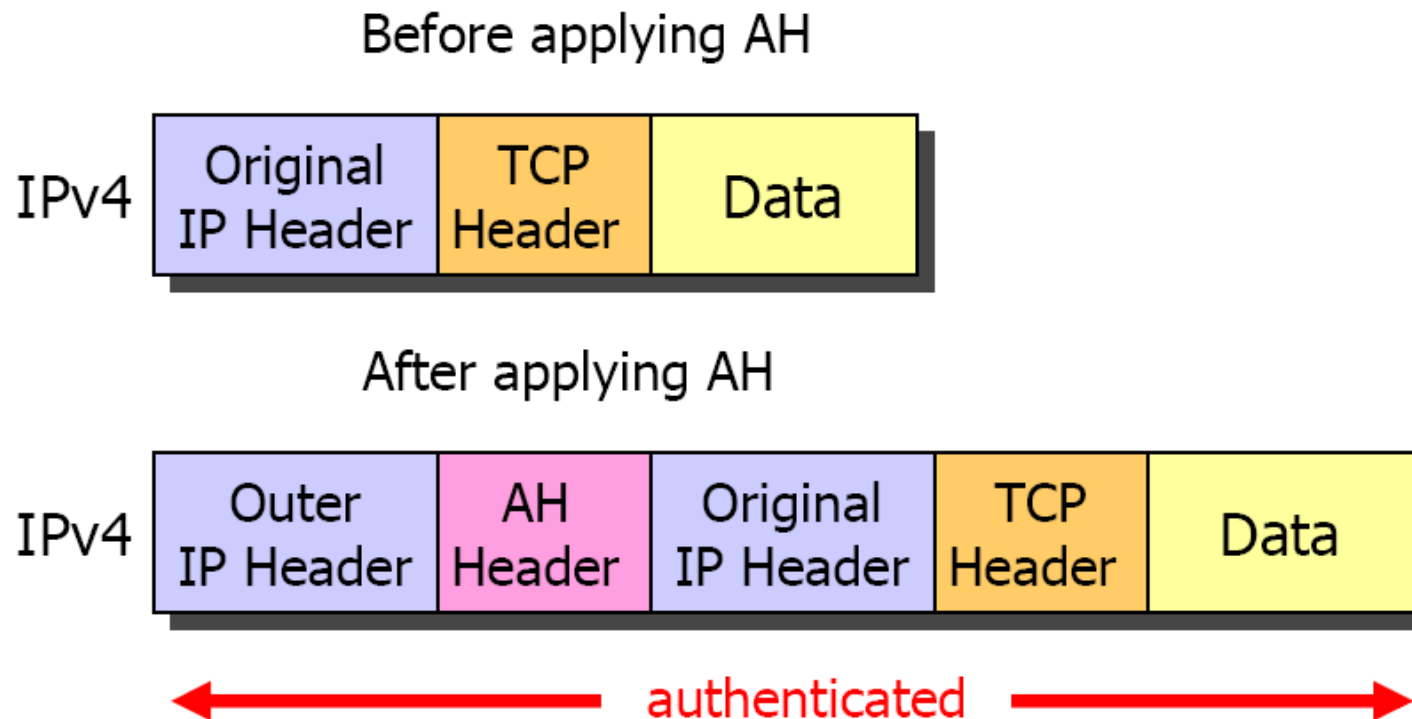 Before applying AH
IPv4
Original
IP Header
TCP
Header
Data
After applying AH
IPv4
Outer
IP Header
AH
Header
Original
IP Header
TCP
Header
Data
authenticated